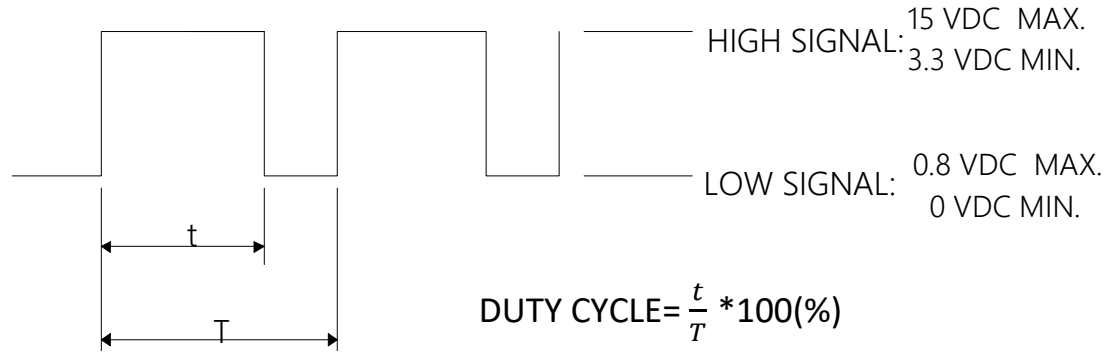 HIGH SIGNAL: 15 VDC MAX.
3.3 VDC MIN.
LOW SIGNAL: 0.8 VDC MAX.
0 VDC MIN.
t
T
DUTY CYCLE= t/T *100(%)